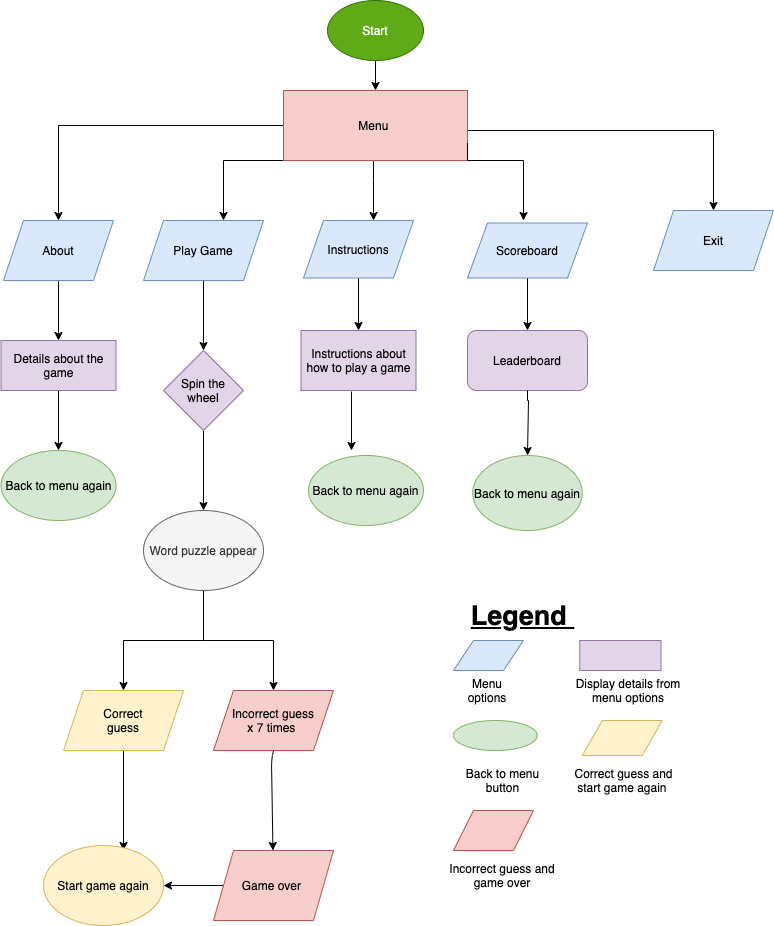 Start
Menu
About
Play Game
Instructions
Scoreboard
Exit
Details about the
game
Spin the
wheel
Instructions about
how to play a game
Leaderboard
Back to menu again
Back to menu again
Back to menu again
Word puzzle appear
Legend
Menu
options
Display details from
menu options
Correct
guess
Incorrect guess
x 7 times
Back to menu
button
Correct guess and
start game again
Incorrect guess and
game over
Start game again
Game over